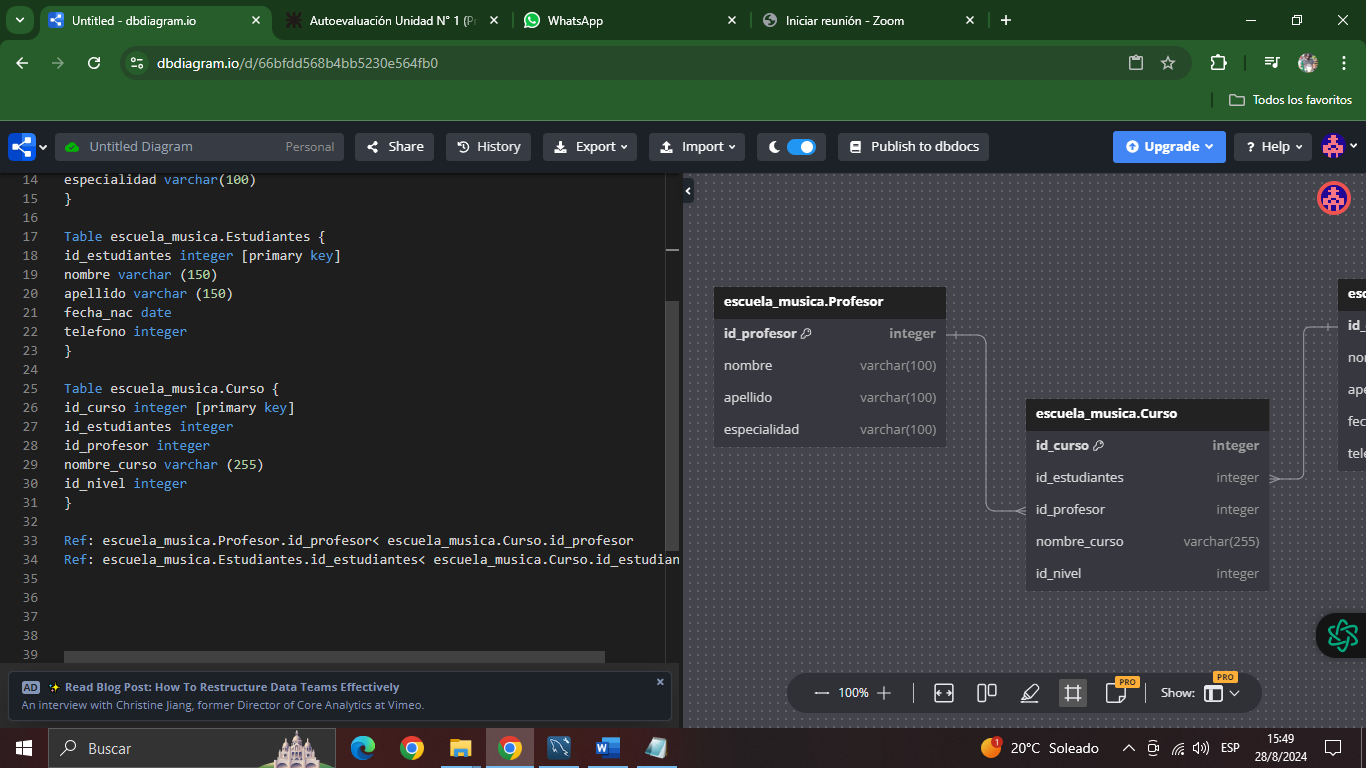 Untitled - dbdiagram.io
Autoevaluación Unidad N° 1 (Pr
WhatsApp
Iniciar reunión - Zoom
dbdiagram.io/d/66bfdd568b4bb5230e564fb0
Todos los favoritos
Untitled Diagram Personal
Share
History
Export
Import
Publish to dbdocs
Upgrade
? Help
14 especialidad varchar(100)
15 }
16
17 Table escuela_musica.Estudiantes {
18 id_estudiantes integer [primary key]
19 nombre varchar (150)
20 apellido varchar (150)
21 fecha_nac date
22 telefono integer
23 }
24
25 Table escuela_musica.Curso {
26 id_curso integer [primary key]
27 id_estudiantes integer
28 id_profesor integer
29 nombre_curso varchar (255)
30 id_nivel integer
31 }
32
33 Ref: escuela_musica.Profesor.id_profesor< escuela_musica.Curso.id_profesor
34 Ref: escuela_musica.Estudiantes.id_estudiantes< escuela_musica.Curso.id_estudian
35
36
37
38
39
escuela_musica.Profesor
id_profesor integer
nombre varchar(100)
apellido varchar(100)
especialidad varchar(100)
escuela_musica.Curso
id_curso integer
id_estudiantes integer
id_profesor integer
nombre_curso varchar(255)
id_nivel integer
esc
id_
nor
ape
fec
tele
AD ✨ Read Blog Post: How To Restructure Data Teams Effectively
An interview with Christine Jiang, former Director of Core Analytics at Vimeo.
100%
PRO
Show:
PRO
Buscar
1
20°C Soleado
ESP
15:49
28/8/2024